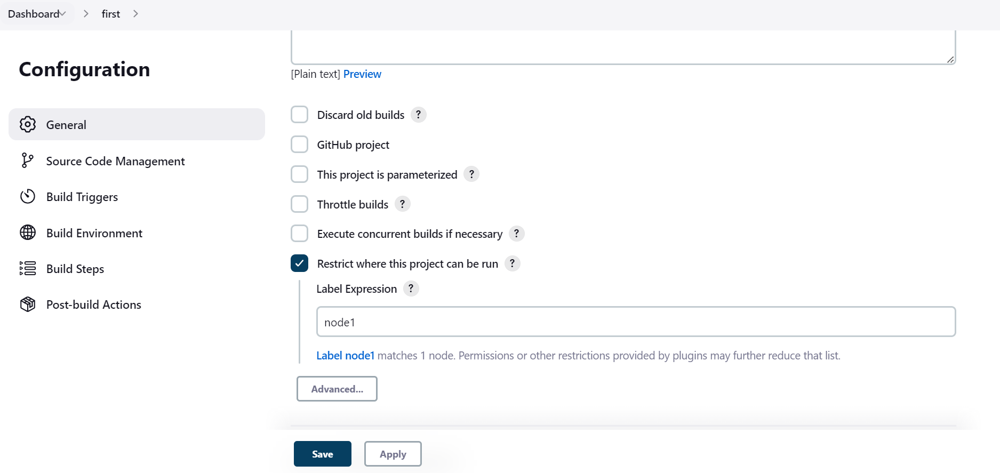 Dashboard
first
Configuration
General
Source Code Management
Build Triggers
Build Environment
Build Steps
Post-build Actions
[Plain text] Preview
Discard old builds ?
GitHub project
This project is parameterized ?
Throttle builds ?
Execute concurrent builds if necessary ?
Restrict where this project can be run ?
Label Expression ?
node1
Label node1 matches 1 node. Permissions or other restrictions provided by plugins may further reduce that list.
Advanced...
Save
Apply